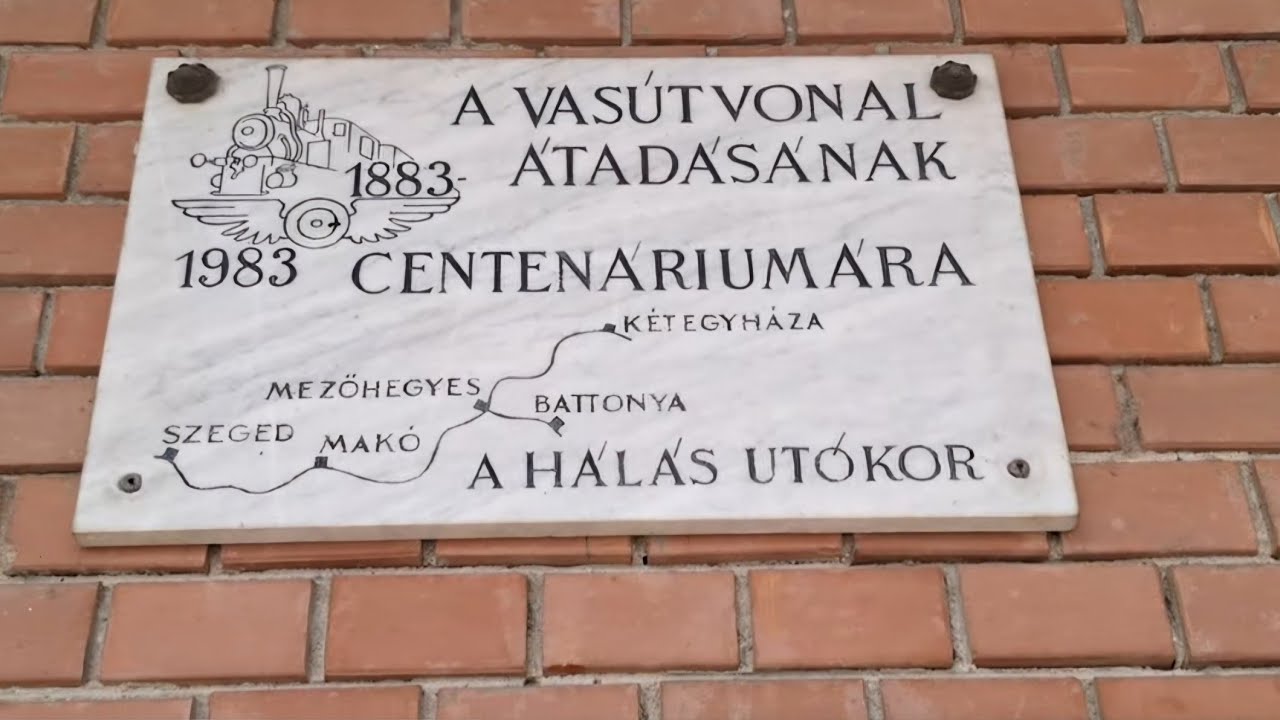 A VASÚTVONAL
1883- ÁTADÁSÁNAK
1983 CENTENÁRIUMÁRA
KÉTEGYHÁZA
MEZŐHEGYES
BATTONYA
SZEGED
MAKÓ
A HÁLÁS UTÓKOR